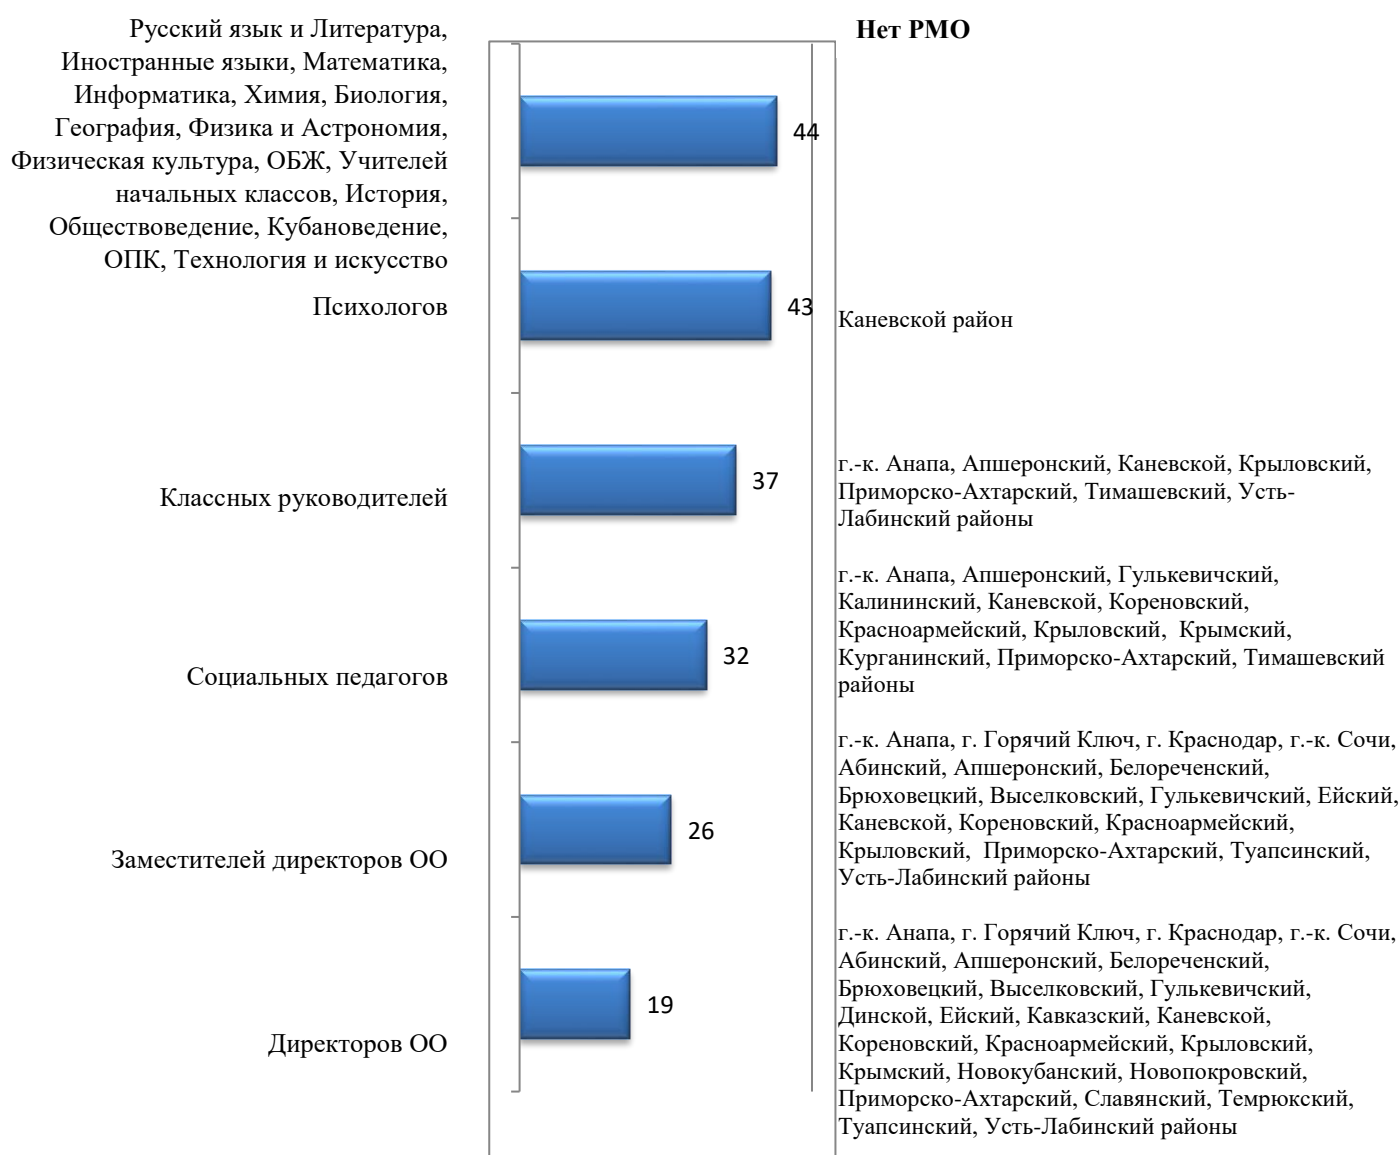 Нет РМО
Русский язык и Литература,
Иностранные языки, Математика,
Информатика, Химия, Биология,
География, Физика и Астрономия,
Физическая культура, ОБЖ, Учителей
начальных классов, История,
Обществоведение, Кубановедение,
ОПК, Технология и искусство
44
Психологов
43
Каневской район
Классных руководителей
37
г.-к. Анапа, Апшеронский, Каневской, Крыловский,
Приморско-Ахтарский, Тимашевский, Усть-
Лабинский районы
Социальных педагогов
32
г.-к. Анапа, Апшеронский, Гулькевичский,
Калининский, Каневской, Кореновский,
Красноармейский, Крыловский, Крымский,
Курганинский, Приморско-Ахтарский, Тимашевский
районы
Заместителей директоров ОО
26
г.-к. Анапа, г. Горячий Ключ, г. Краснодар, г.-к. Сочи,
Абинский, Апшеронский, Белореченский,
Брюховецкий, Выселковский, Гулькевичский, Ейский,
Каневской, Кореновский, Красноармейский,
Крыловский, Приморско-Ахтарский, Туапсинский,
Усть-Лабинский районы
Директоров ОО
19
г.-к. Анапа, г. Горячий Ключ, г. Краснодар, г.-к. Сочи,
Абинский, Апшеронский, Белореченский,
Брюховецкий, Выселковский, Гулькевичский,
Динской, Ейский, Кавказский, Каневской,
Кореновский, Красноармейский, Крыловский,
Крымский, Новокубанский, Новопокровский,
Приморско-Ахтарский, Славянский, Темрюкский,
Туапсинский, Усть-Лабинский районы